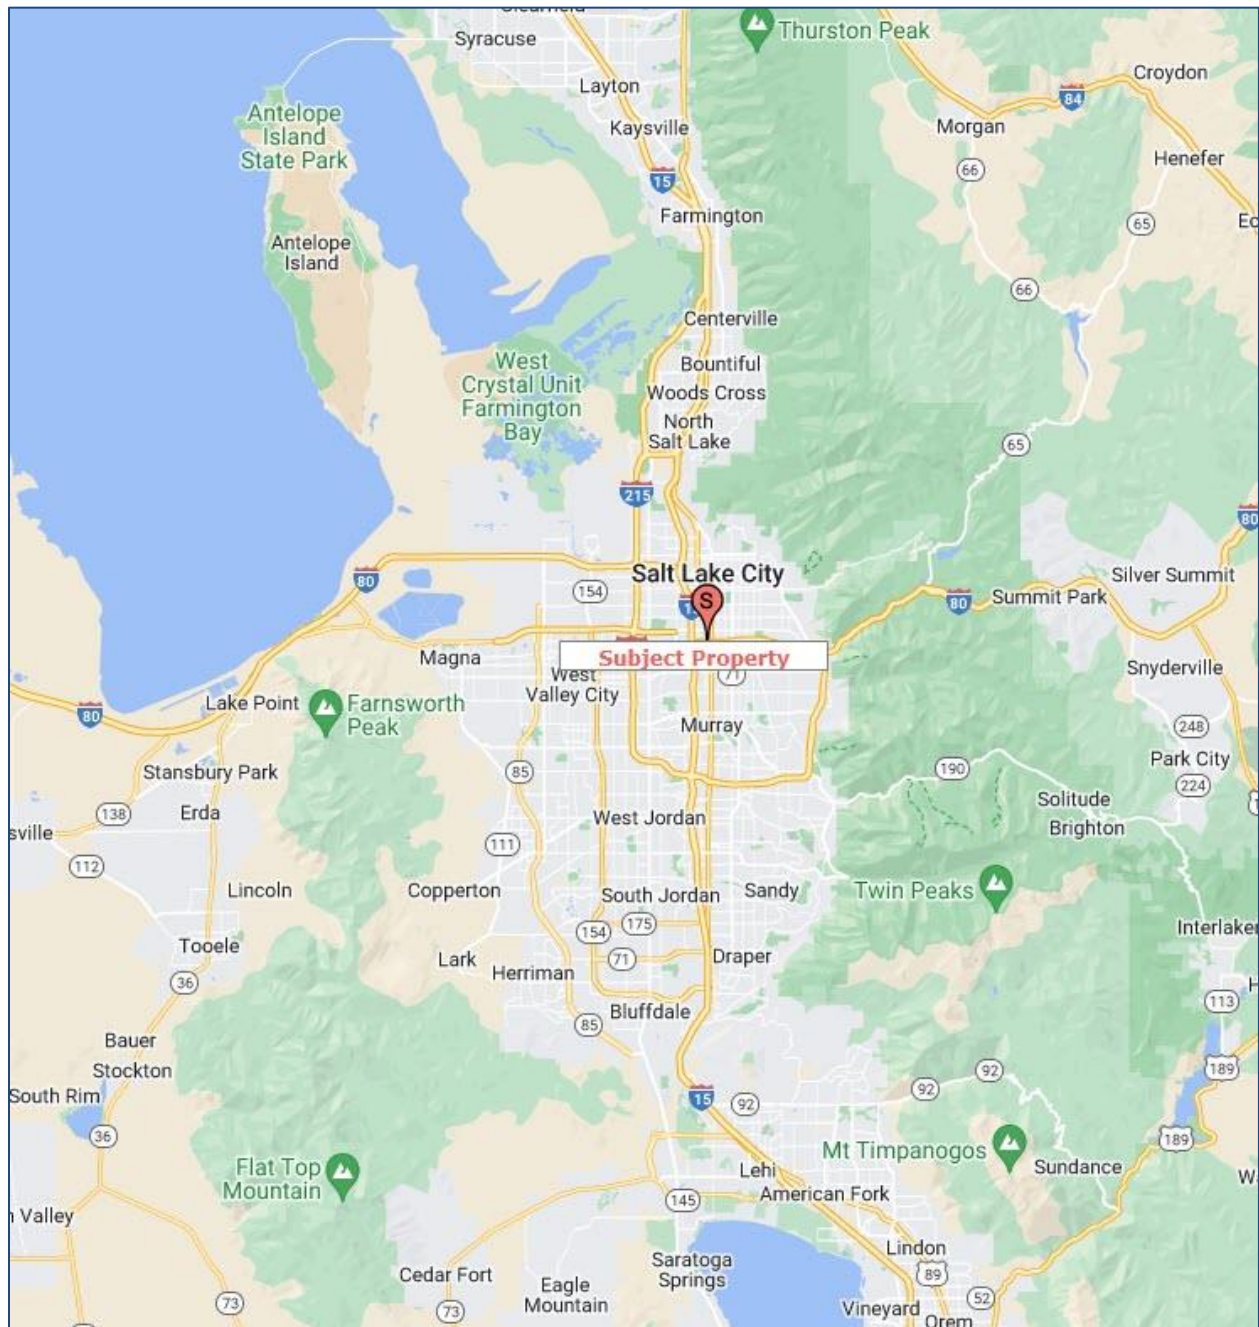 Clearfield
Syracuse
Thurston Peak
Layton
Croydon
84
Antelope
Island
State Park
Kaysville
Morgan
Henefer
66
15
Farmington
65
Antelope
Island
66
Centerville
West
Crystal Unit
Farmington
Bay
Bountiful
Woods Cross
North
Salt Lake
65
215
80
Salt Lake City
80
154
S
Silver Summit
80
Summit Park
Magna
Subject Property
71
West
Valley City
Snyderville
80
Lake Point
Farnsworth
Peak
Murray
248
Stansbury Park
85
190
Park City
224
138
Erda
Solitude
Brighton
West Jordan
sville
111
112
Lincoln
Copperton
South Jordan
Sandy
Twin Peaks
175
154
Interlaken
Tooele
Lark
71
Draper
Herriman
36
113
Bluffdale
85
Bauer
Stockton
92
189
South Rim
15
92
92
36
189
Mt Timpanogos
Flat Top
Mountain
Lehi
Sundance
American Fork
145
n Valley
Lindon
Saratoga
Springs
89
Cedar Fort
Eagle
Mountain
52
73
73
Vineyard
Orem